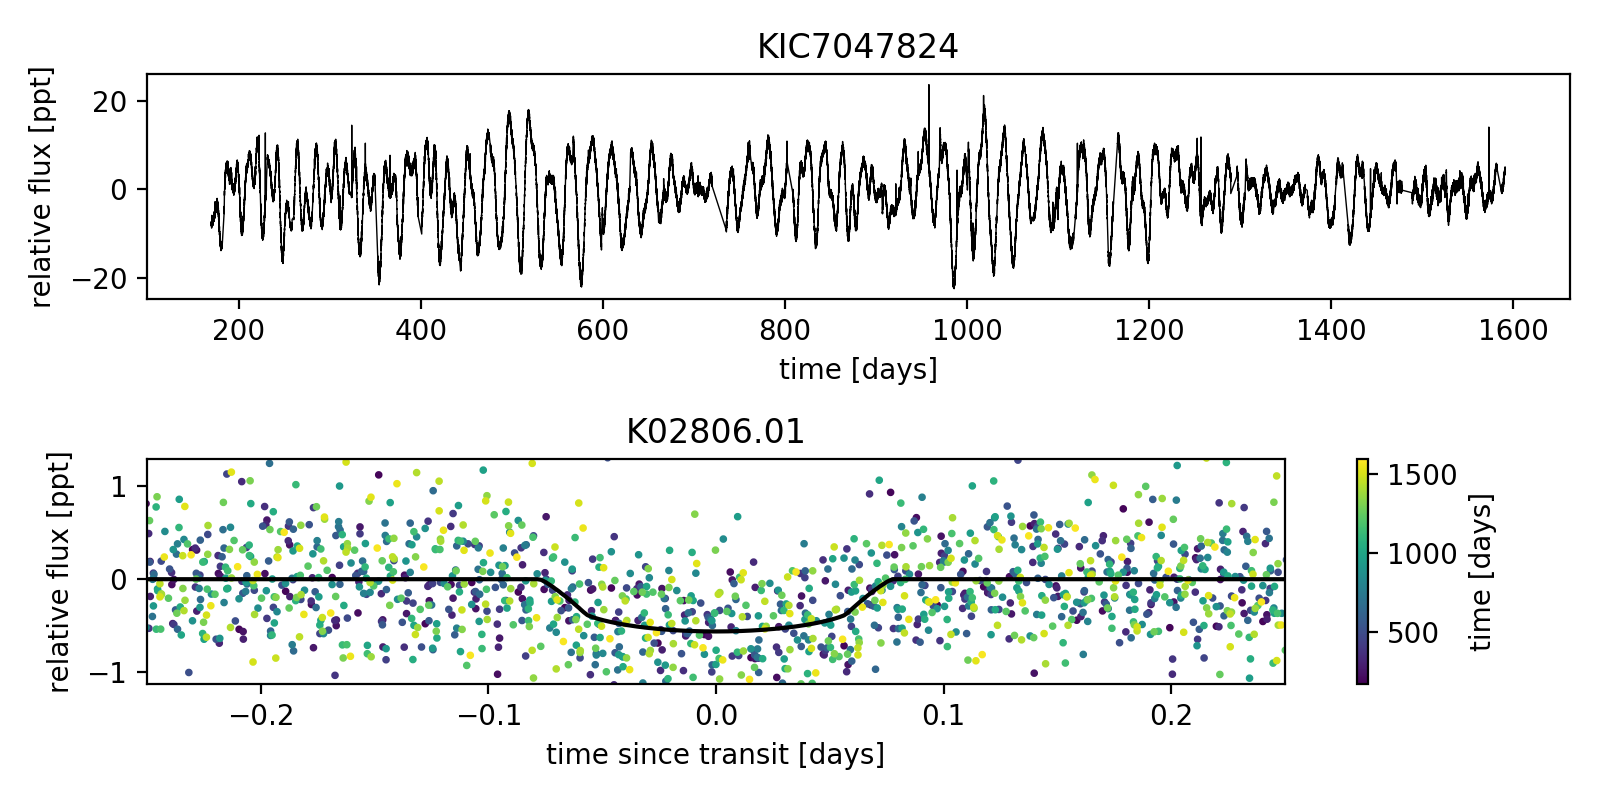 KIC7047824
relative flux [ppt]
20
0
−20
200 400 600 800 1000 1200 1400 1600
time [days]
K02806.01
relative flux [ppt]
1
0
−1
−0.2 −0.1 0.0 0.1 0.2
time since transit [days]
1500
1000
500
time [days]